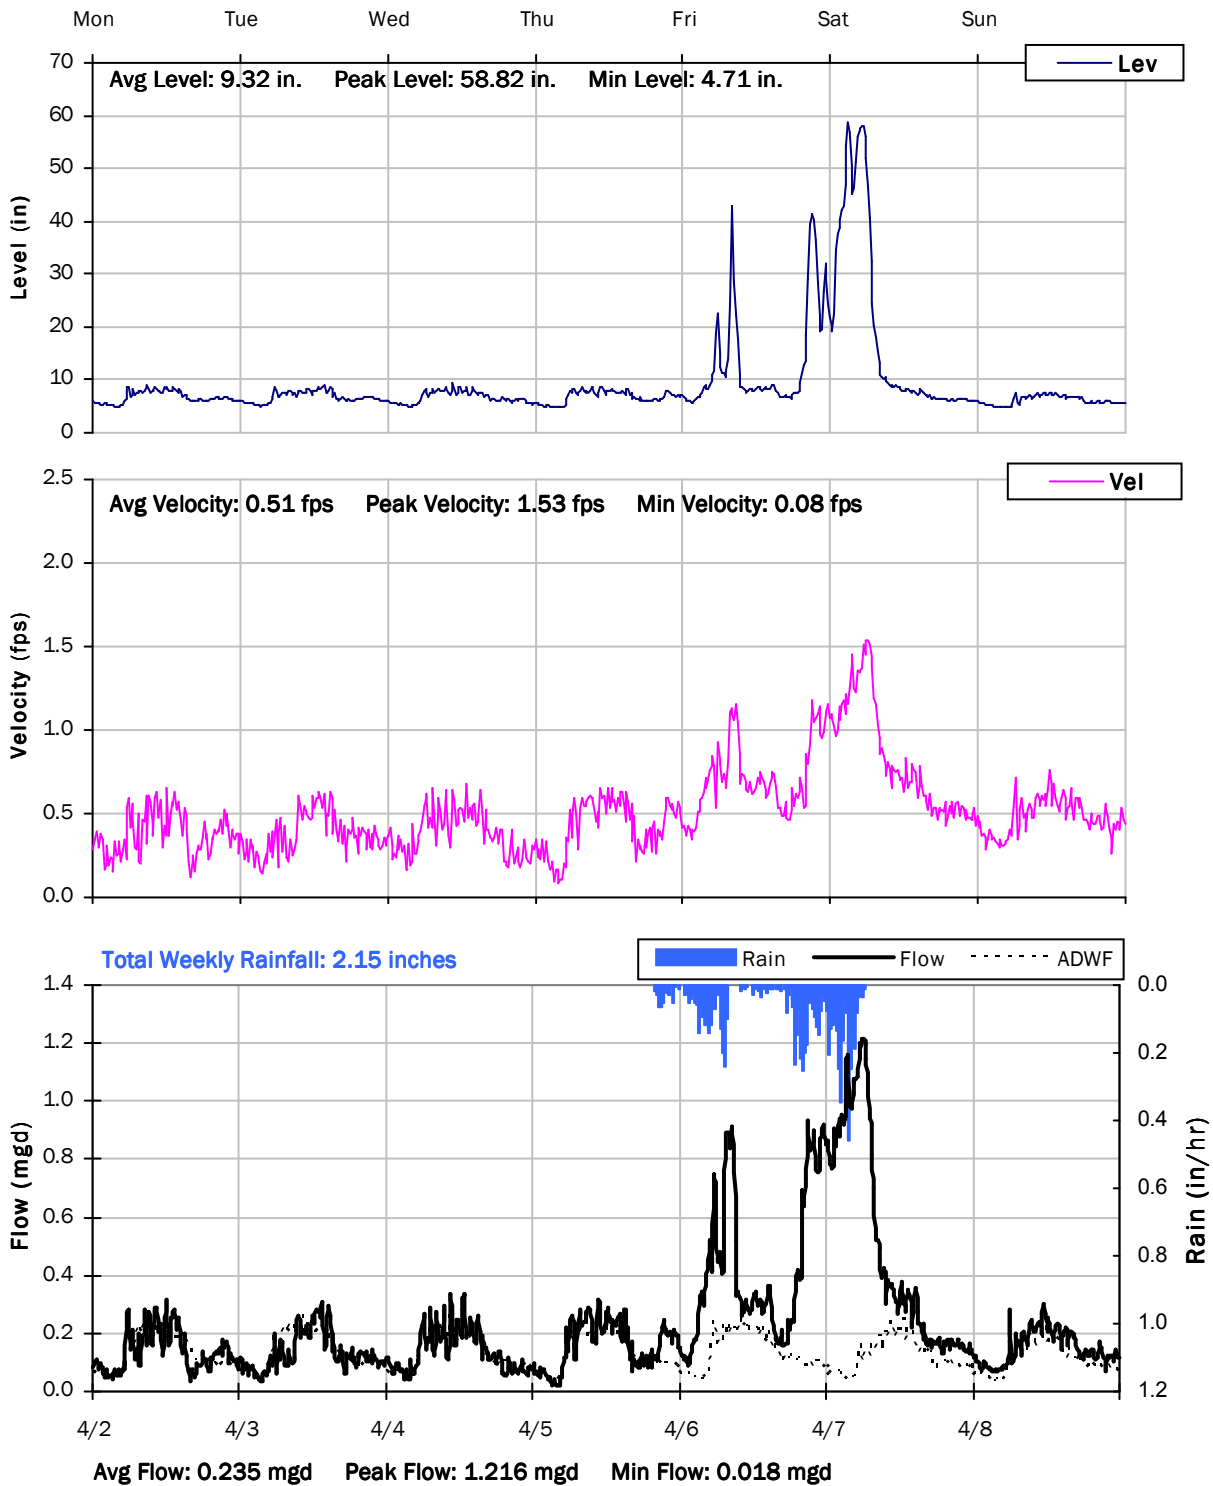 Mon Tue Wed Thu Fri Sat Sun
Lev
Avg Level: 9.32 in. Peak Level: 58.82 in. Min Level: 4.71 in.
70
60
50
40
30
20
10
0
Level (in)
Vel
Avg Velocity: 0.51 fps Peak Velocity: 1.53 fps Min Velocity: 0.08 fps
2.5
2.0
1.5
1.0
0.5
0.0
Velocity (fps)
Total Weekly Rainfall: 2.15 inches
Rain Flow ADWF
1.4
1.2
1.0
0.8
0.6
0.4
0.2
0.0
Flow (mgd)
0.0
0.2
0.4
0.6
0.8
1.0
1.2
Rain (in/hr)
4/2 4/3 4/4 4/5 4/6 4/7 4/8
Avg Flow: 0.235 mgd Peak Flow: 1.216 mgd Min Flow: 0.018 mgd